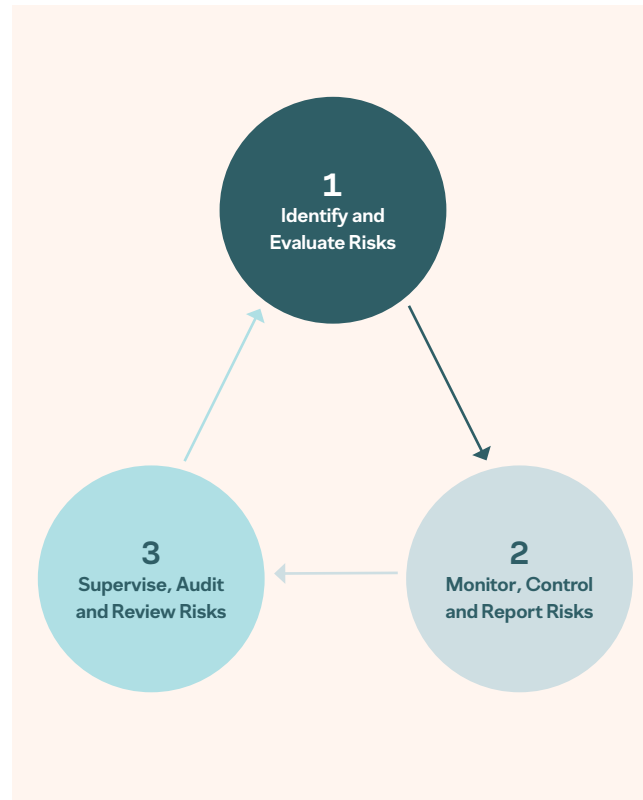 1
Identify and
Evaluate Risks
2
Monitor, Control
and Report Risks
3
Supervise, Audit
and Review Risks